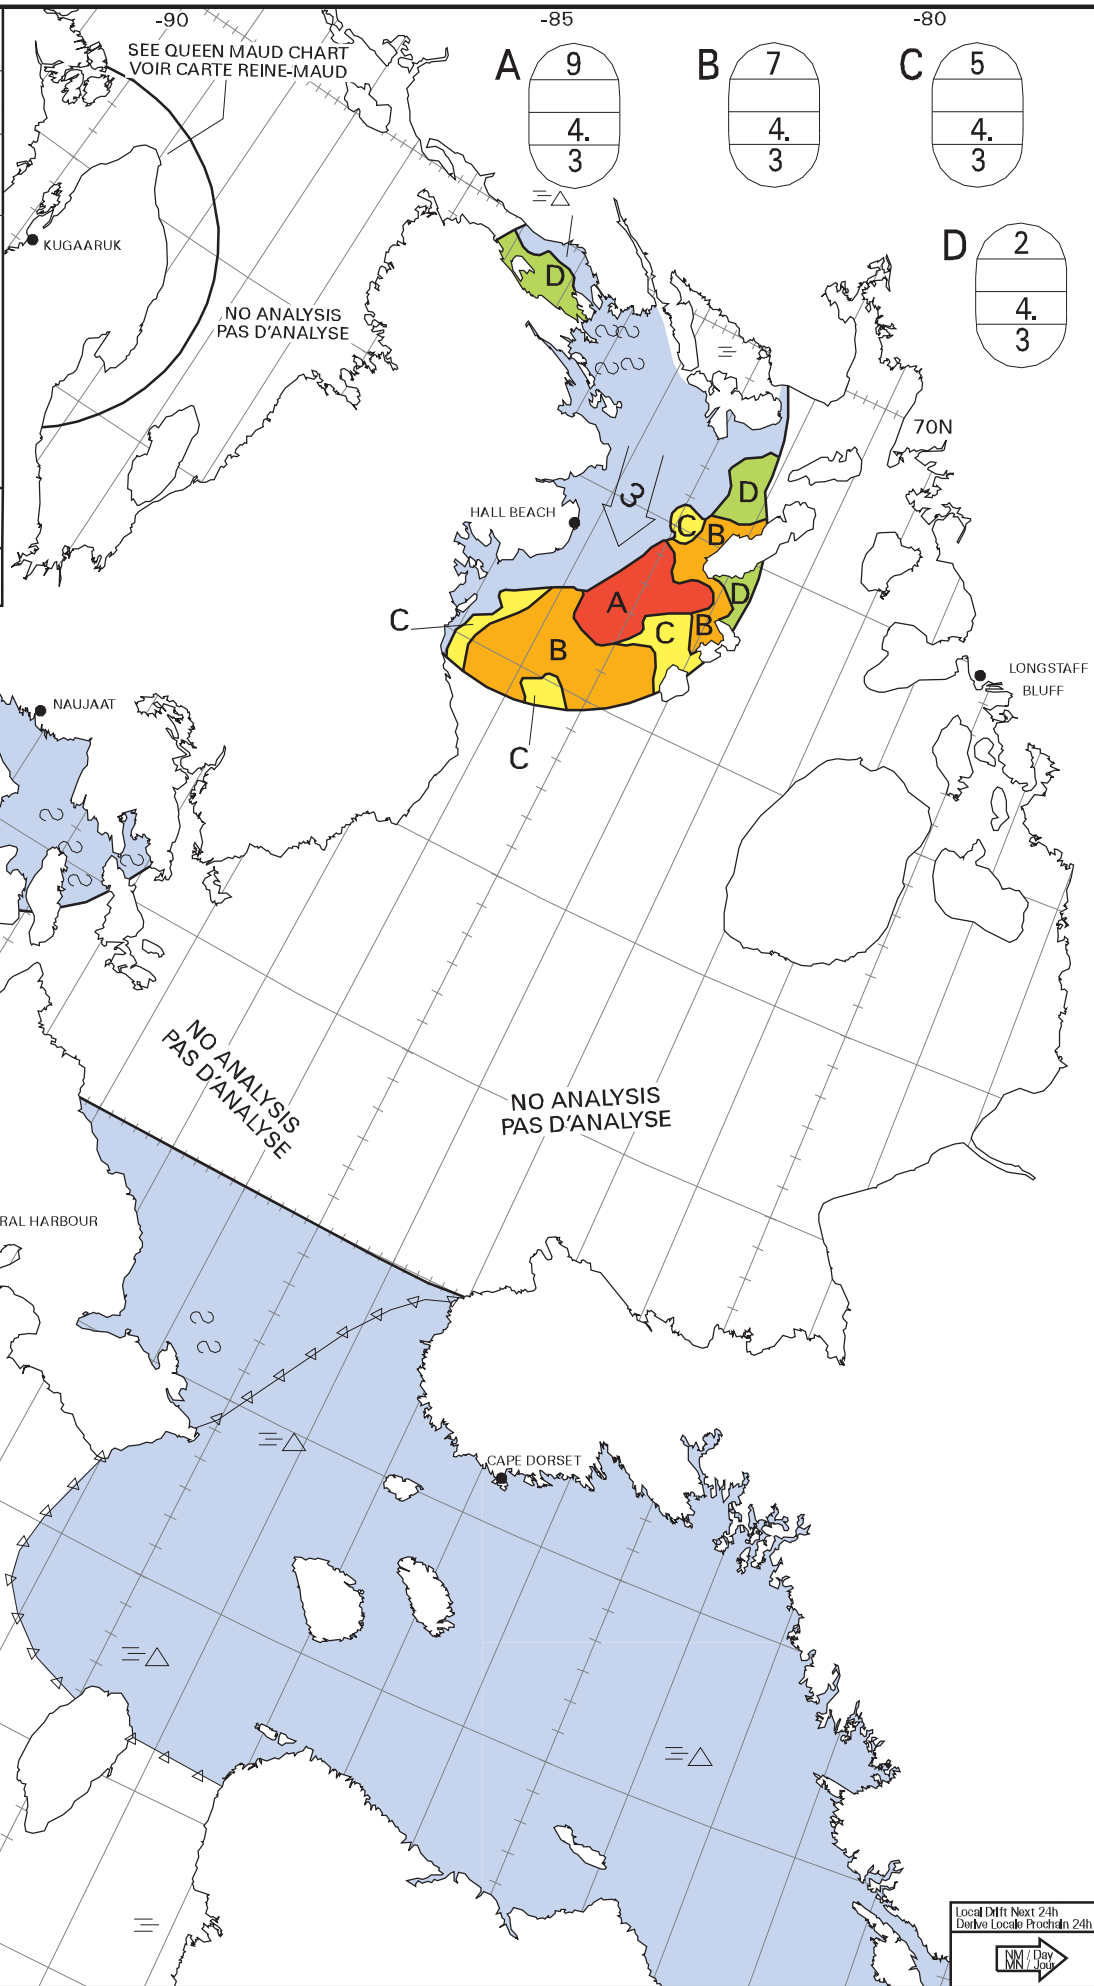 -90
-85
-80
SEE QUEEN MAUD CHART
VOIR CARTE REINE-MAUD
A
9
4.
3
B
7
4.
3
C
5
4.
3
D
2
4.
3
KUGAARUK
NO ANALYSIS
PAS D'ANALYSE
D
70N
3
HALL BEACH
D
C
B
A
D
C
C
B
B
LONGSTAFF
BLUFF
NAUJAAT
C
NO ANALYSIS
PAS D'ANALYSE
NO ANALYSIS
PAS D'ANALYSE
RAL HARBOUR
CAPE DORSET
Local Drift Next 24h
Derive Locale Prochain 24h
NM / Day
MN / Jour